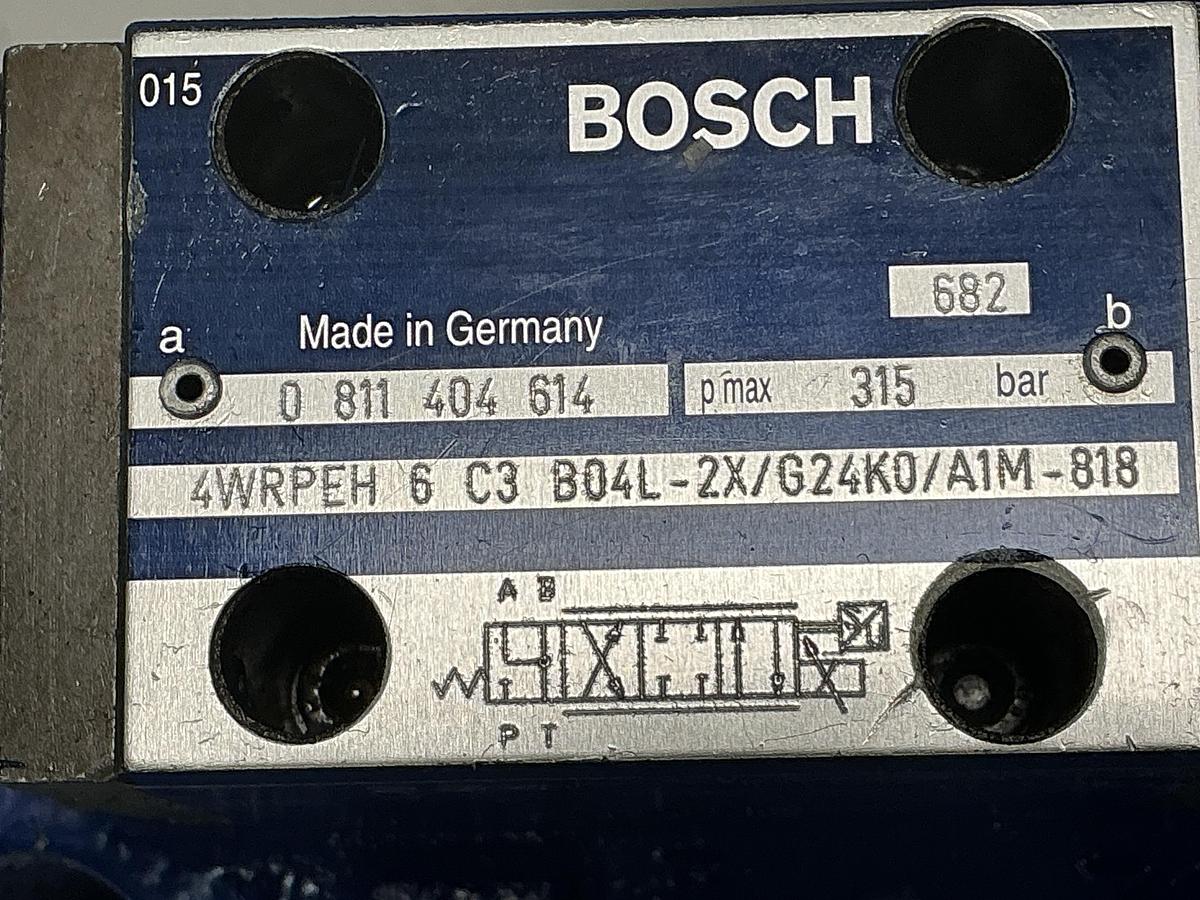 015
BOSCH
682
a
Made in Germany
b
0 811 404 614
p max 315 bar
4WRPEH 6 C3 B04L-2X/G24K0/A1M-818
A B
P T